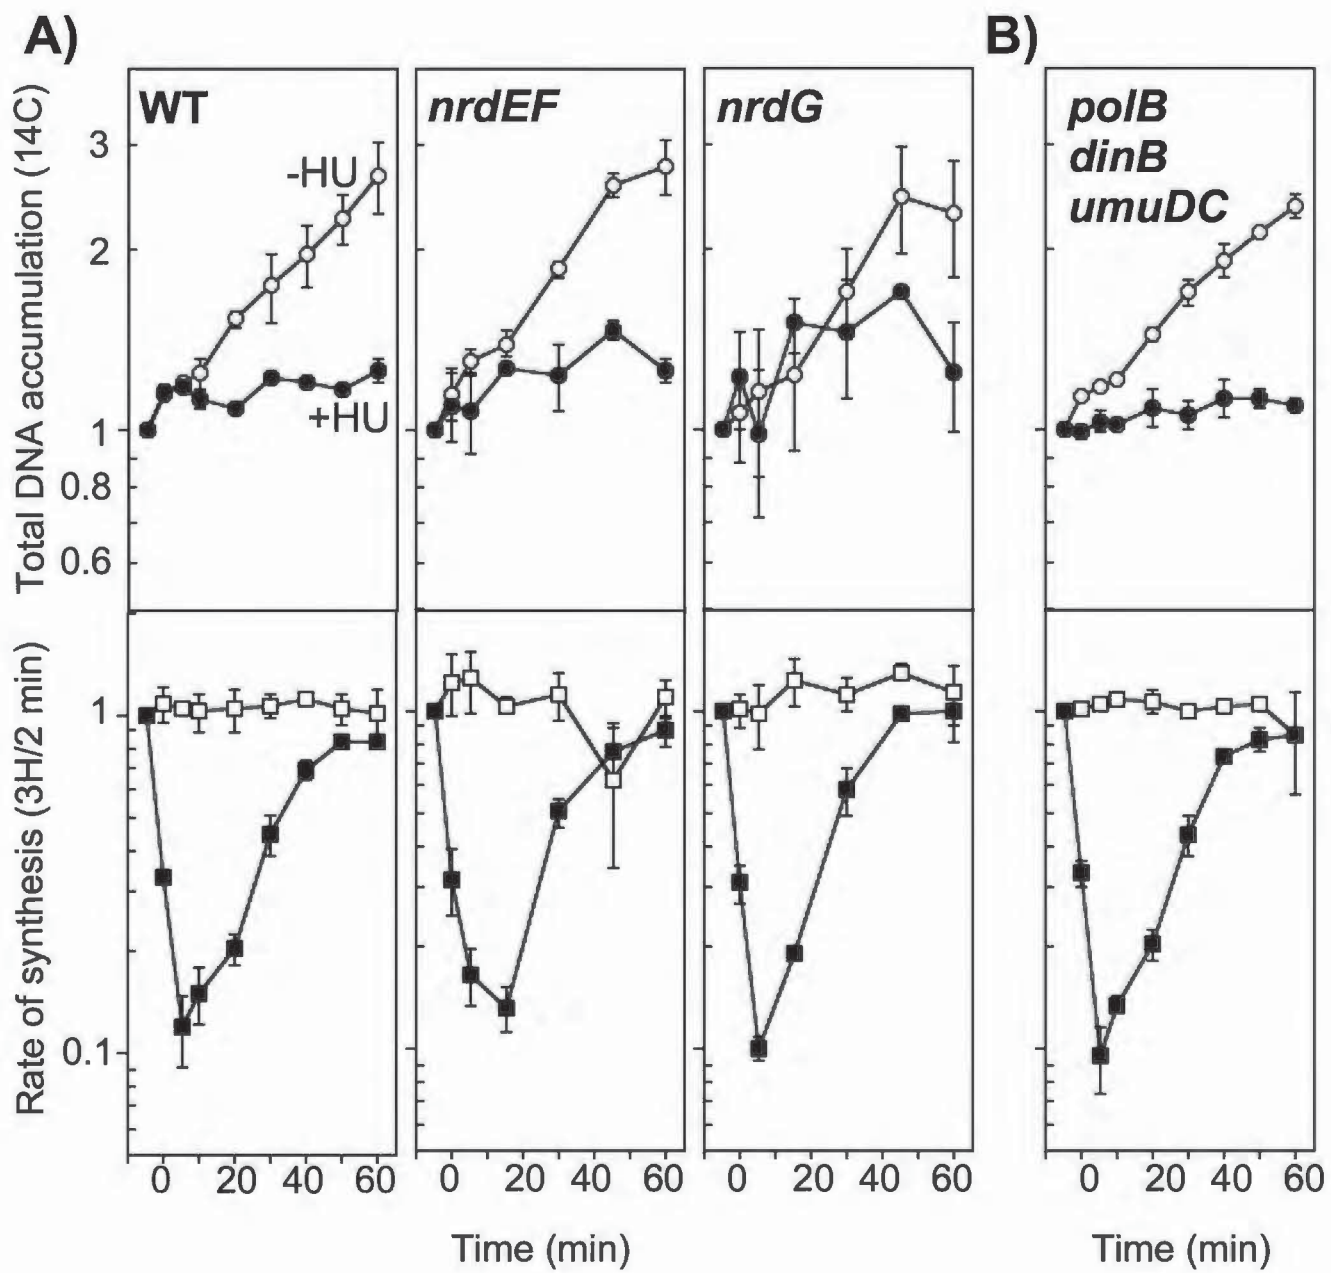 A)
B)
WT
nrdEF
nrdG
polB
dinB
umuDC
-HU
+HU
Total DNA accumulation (14C)
3
2
1
0.8
0.6
Rate of synthesis (3H/2 min)
1
0.1
0 20 40 60
0 20 40 60
0 20 40 60
0 20 40 60
Time (min)
Time (min)